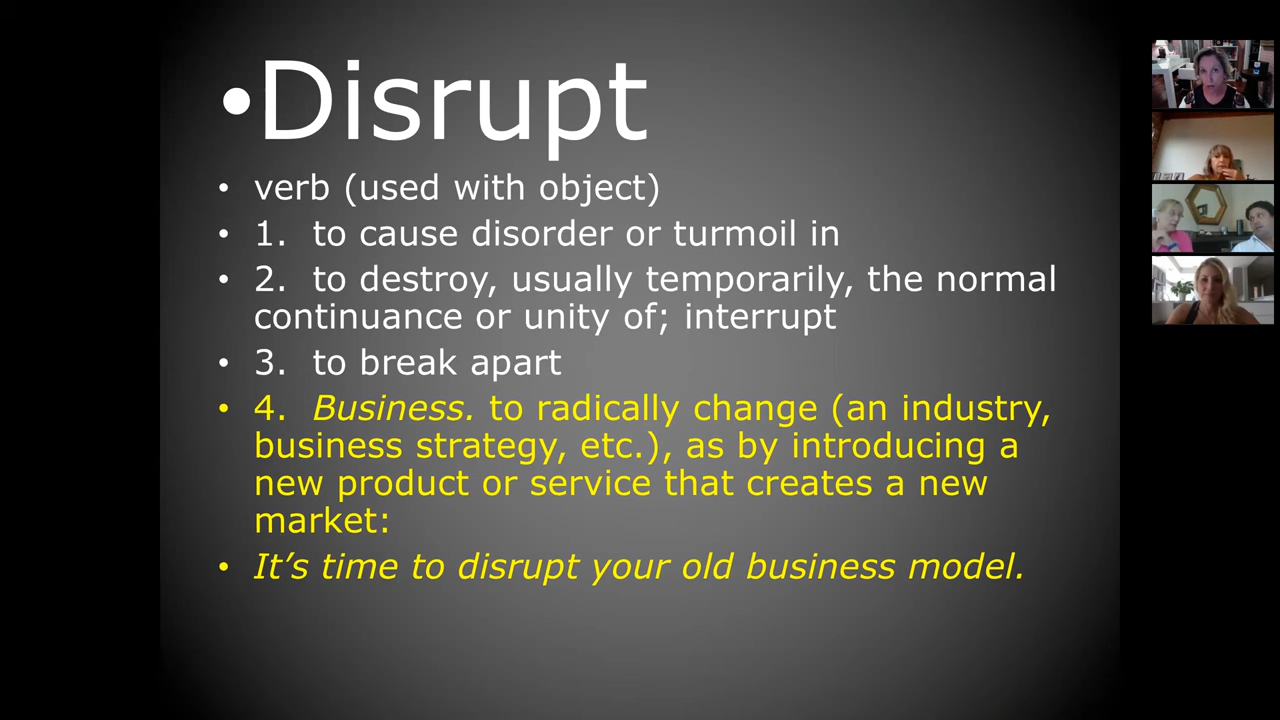 •Disrupt
• verb (used with object)
• 1. to cause disorder or turmoil in
• 2. to destroy, usually temporarily, the normal
continuance or unity of; interrupt
• 3. to break apart
• 4. Business. to radically change (an industry,
business strategy, etc.), as by introducing a
new product or service that creates a new
market:
• It’s time to disrupt your old business model.